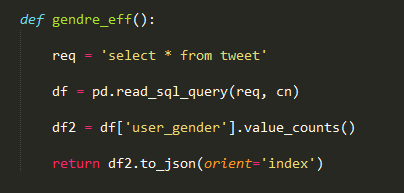 def gendre_eff():
req = 'select * from tweet'
df = pd.read_sql_query(req, cn)
df2 = df['user_gender'].value_counts()
return df2.to_json(orient='index')